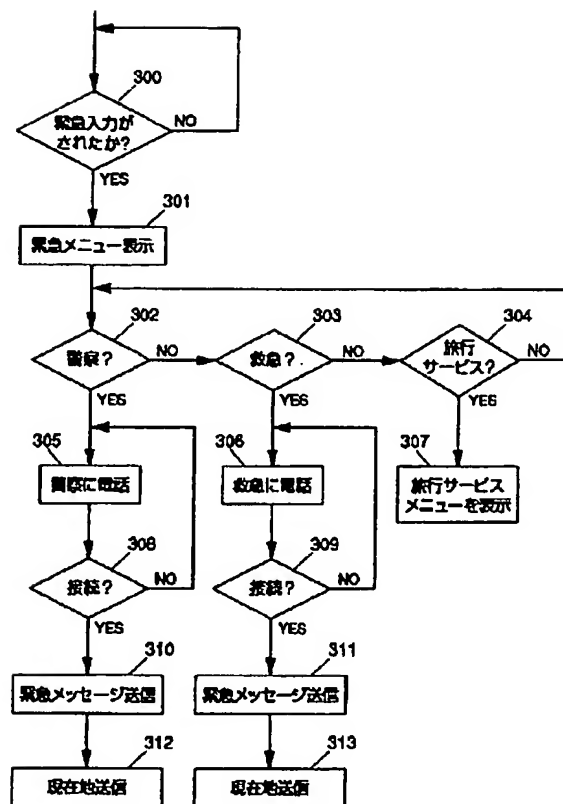 300
緊急入力が
されたか?
NO
YES
301
緊急メニュー表示
302
303
304
警察?
NO
救急?
NO
旅行
サービス?
NO
YES
YES
YES
305
306
307
警察に電話
救急に電話
旅行サービス
メニューを表示
308
309
接続?
NO
接続?
NO
YES
YES
310
311
緊急メッセージ送信
緊急メッセージ送信
312
313
現在地送信
現在地送信